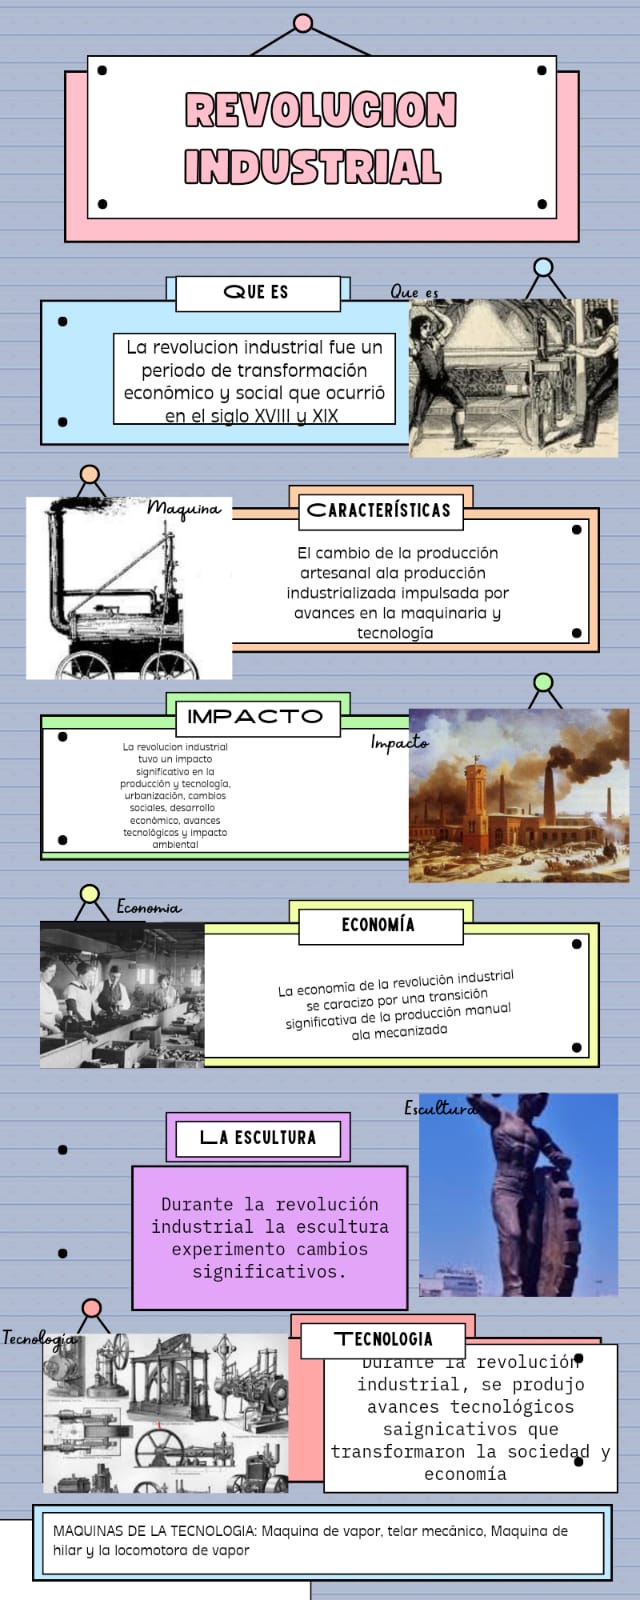 REVOLUCION
INDUSTRIAL
QUE ES
Que es
La revolucion industrial fue un
periodo de transformación
económico y social que ocurrió
en el siglo XVIII y XIX
Maquina
CARACTERÍSTICAS
El cambio de la producción
artesanal ala producción
industrializada impulsada por
avances en la maquinaria y
tecnología
IMPACTO
Impacto
La revolucion industrial
tuvo un impacto
significativo en la
producción y tecnología,
urbanización, cambios
sociales, desarrollo
económico, avances
tecnológicos y impacto
ambiental
Economia
ECONOMÍA
La economía de la revolución industrial
se caracizo por una transición
significativa de la producción manual
ala mecanizada
Escultura
LA ESCULTURA
Durante la revolución
industrial la escultura
experimento cambios
significativos.
Tecnología
TECNOLOGIA
Durante la revolución
industrial, se produjo
avances tecnológicos
saignicativos que
transformaron la sociedad y
economía
MAQUINAS DE LA TECNOLOGIA: Maquina de vapor, telar mecánico, Maquina de
hilar y la locomotora de vapor